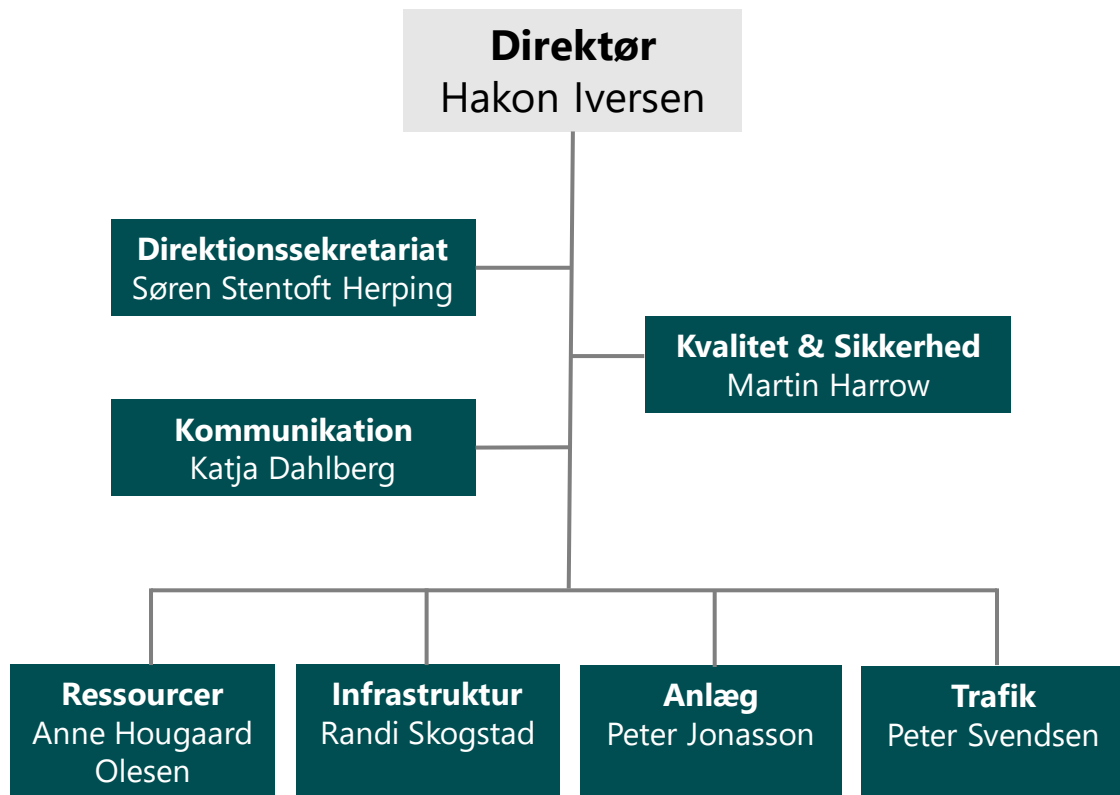 Direktør
Hakon Iversen
Direktionssekretariat
Søren Stentoft Herping
Kvalitet & Sikkerhed
Martin Harrow
Kommunikation
Katja Dahlberg
Ressourcer
Anne Hougaard
Olesen
Infrastruktur
Randi Skogstad
Anlæg
Peter Jonasson
Trafik
Peter Svendsen